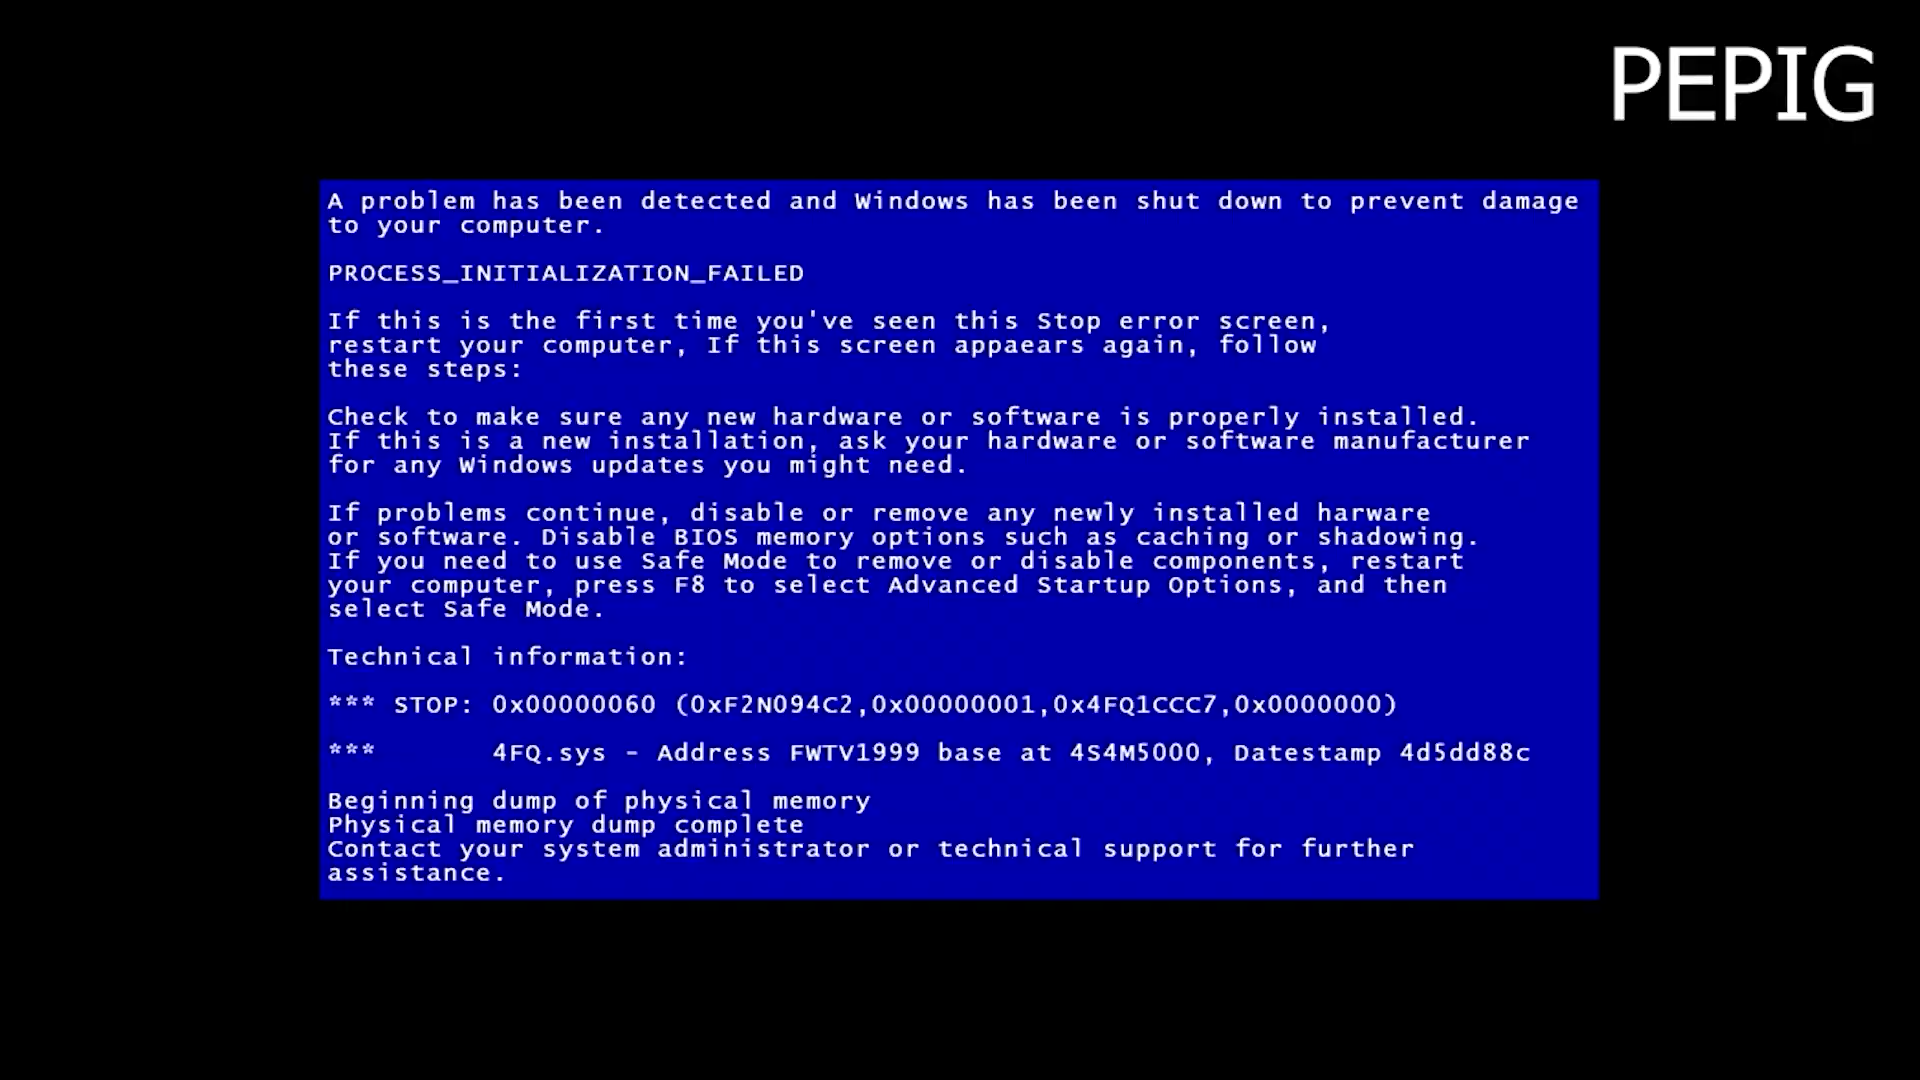 PEPIG
A problem has been detected and Windows has been shut down to prevent damage
to your computer.
PROCESS_INITIALIZATION_FAILED
If this is the first time you've seen this Stop error screen,
restart your computer, If this screen appaears again, follow
these steps:
Check to make sure any new hardware or software is properly installed.
If this is a new installation, ask your hardware or software manufacturer
for any Windows updates you might need.
If problems continue, disable or remove any newly installed harware
or software. Disable BIOS memory options such as caching or shadowing.
If you need to use Safe Mode to remove or disable components, restart
your computer, press F8 to select Advanced Startup Options, and then
select Safe Mode.
Technical information:
*** STOP: 0x00000060 (0xF2N094C2,0x00000001,0x4FQ1CCC7,0x0000000)
*** 4FQ.sys - Address FWTV1999 base at 4S4M5000, Datestamp 4d5dd88c
Beginning dump of physical memory
Physical memory dump complete
Contact your system administrator or technical support for further
assistance.